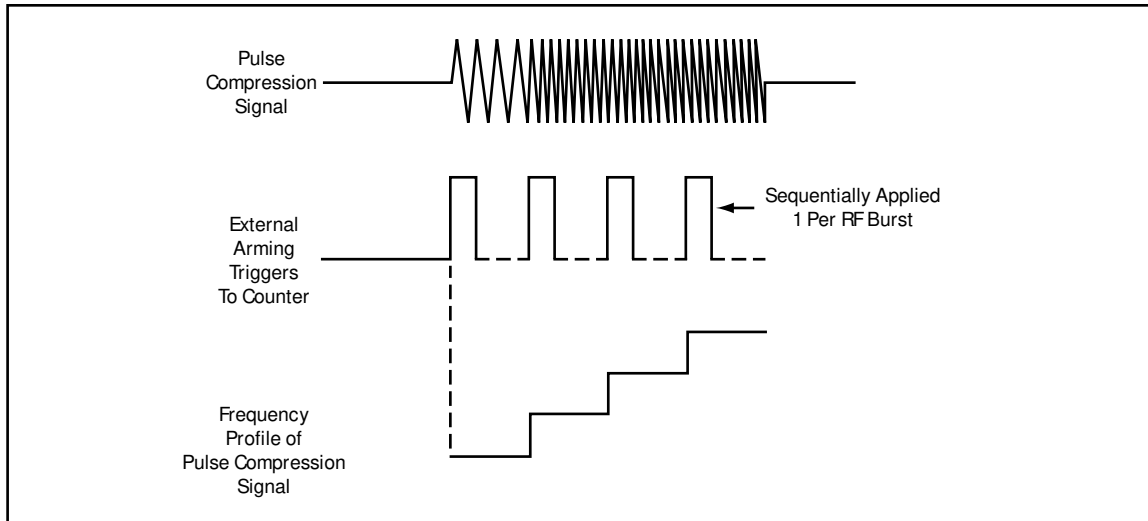 Pulse
Compression
Signal
External
Arming
Triggers
To Counter
Sequentially Applied
1 Per RF Burst
Frequency
Profile of
Pulse Compression
Signal